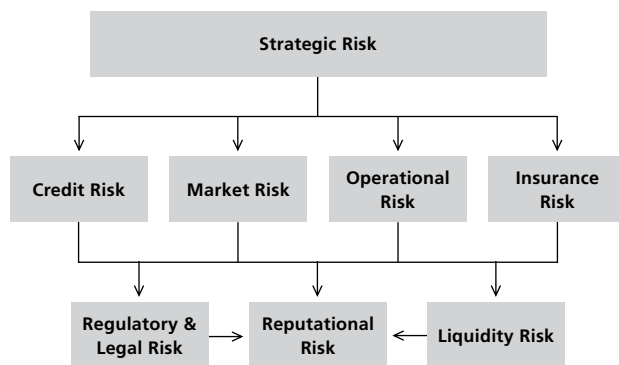 Strategic Risk
Credit Risk
Market Risk
Operational
Risk
Insurance
Risk
Regulatory &
Legal Risk
Reputational
Risk
Liquidity Risk